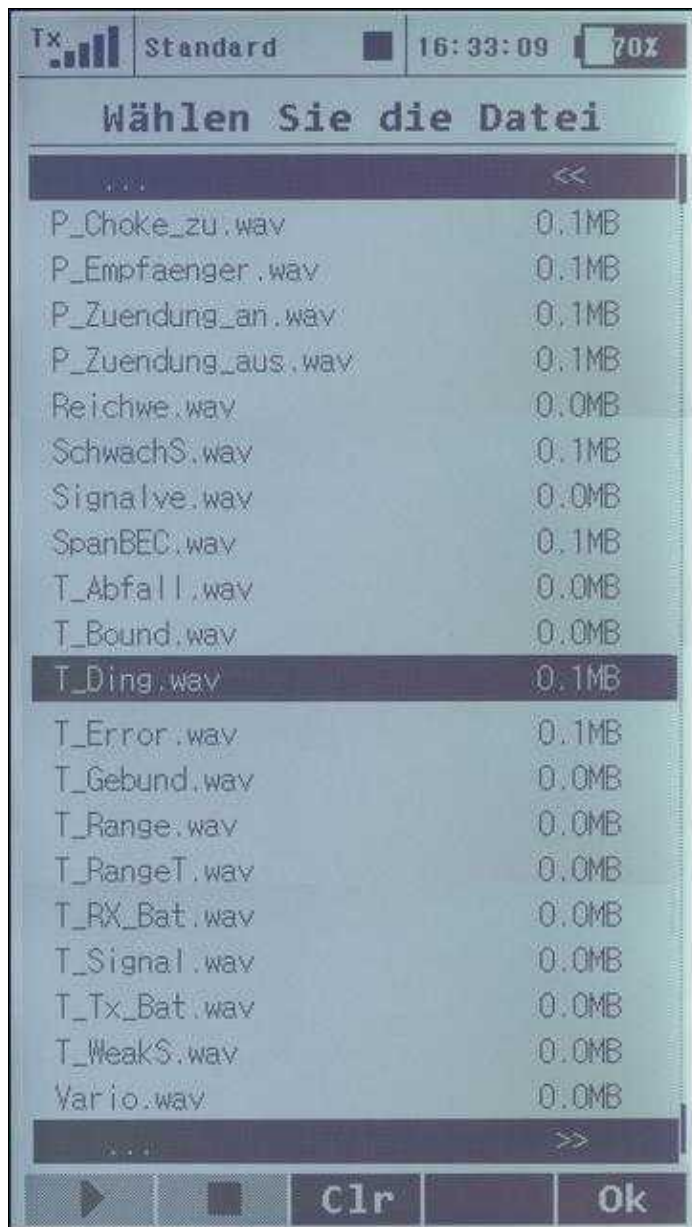 Tx Standard 16:33:09 70%
Wählen Sie die Datei
... <<
P_Choke_zu.wav 0.1MB
P_Empfaenger.wav 0.1MB
P_Zuendung_an.wav 0.1MB
P_Zuendung_aus.wav 0.1MB
Reichwe.wav 0.0MB
SchwachS.wav 0.1MB
Signalve.wav 0.0MB
SpanBEC.wav 0.1MB
T_Abfall.wav 0.0MB
T_Bound.wav 0.0MB
T_Ding.wav 0.1MB
T_Error.wav 0.1MB
T_Gebund.wav 0.0MB
T_Range.wav 0.0MB
T_RangeT.wav 0.0MB
T_RX_Bat.wav 0.0MB
T_Signal.wav 0.0MB
T_Tx_Bat.wav 0.0MB
T_WeakS.wav 0.0MB
Vario.wav 0.0MB
... >>
Clr Ok